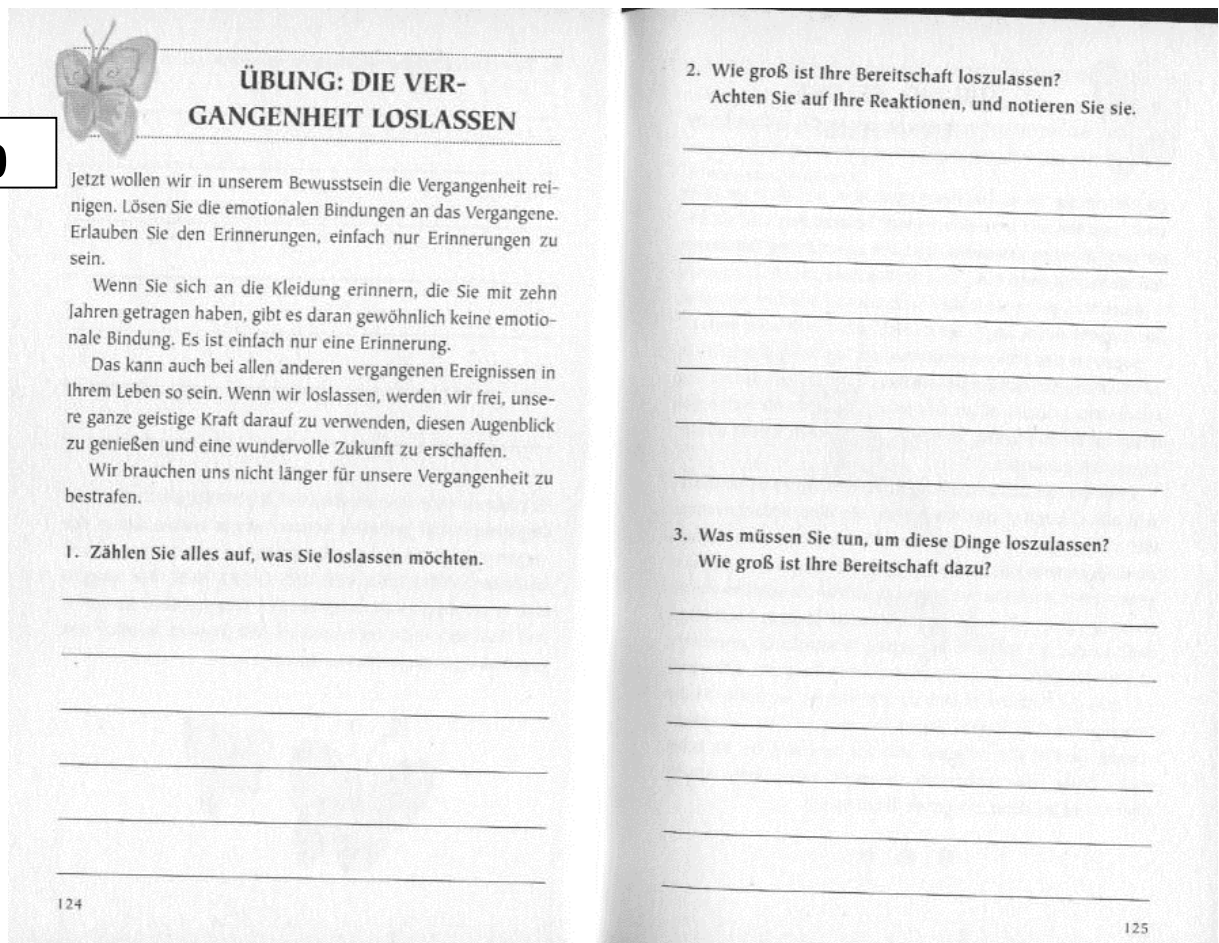 ÜBUNG: DIE VER-
GANGENHEIT LOSLASSEN
Jetzt wollen wir in unserem Bewusstsein die Vergangenheit rei-
nigen. Lösen Sie die emotionalen Bindungen an das Vergangene.
Erlauben Sie den Erinnerungen, einfach nur Erinnerungen zu
sein.
Wenn Sie sich an die Kleidung erinnern, die Sie mit zehn
Jahren getragen haben, gibt es daran gewöhnlich keine emotio-
nale Bindung. Es ist einfach nur eine Erinnerung.
Das kann auch bei allen anderen vergangenen Ereignissen in
Ihrem Leben so sein. Wenn wir loslassen, werden wir frei, unse-
re ganze geistige Kraft darauf zu verwenden, diesen Augenblick
zu genießen und eine wundervolle Zukunft zu erschaffen.
Wir brauchen uns nicht länger für unsere Vergangenheit zu
bestrafen.
1. Zählen Sie alles auf, was Sie loslassen möchten.
124
2. Wie groß ist Ihre Bereitschaft loszulassen?
Achten Sie auf Ihre Reaktionen, und notieren Sie sie.
3. Was müssen Sie tun, um diese Dinge loszulassen?
Wie groß ist Ihre Bereitschaft dazu?
125